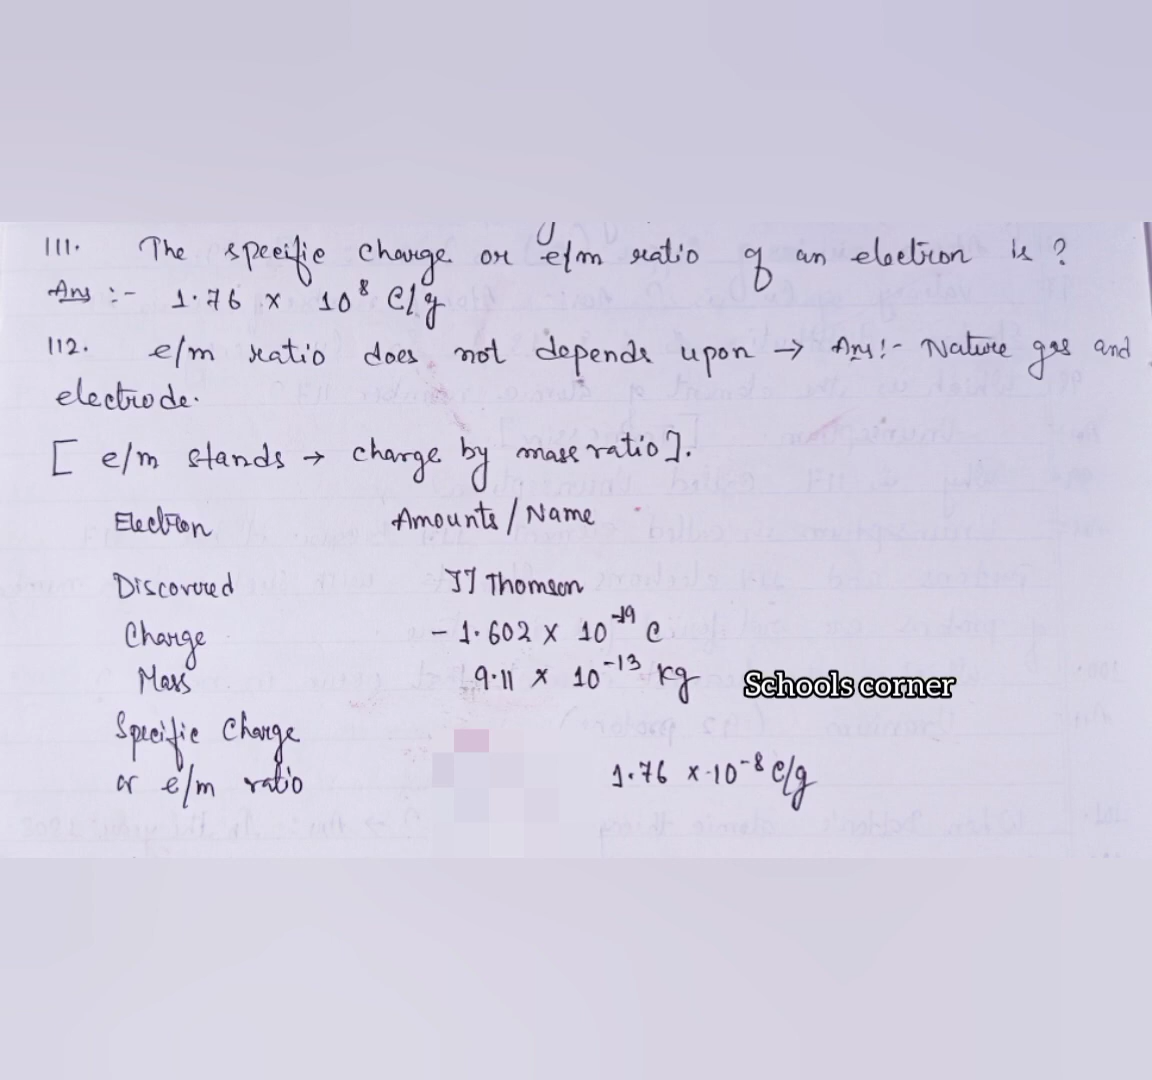 111. The specific charge or e/m ratio of an electron is ?
Ans :- 1.76 × 10⁸ C/g
112. e/m ratio does not depends upon → Ans:- Nature gas and
electrode.
[ e/m stands → charge by mass ratio].
Electron Amounts / Name
Discovered JJ Thomson
Charge - 1.602 × 10⁻¹⁹ C
Mass 9.11 × 10⁻¹³ kg Schools corner
Specific Charge
or e/m ratio 1.76 × 10⁻⁸ C/g